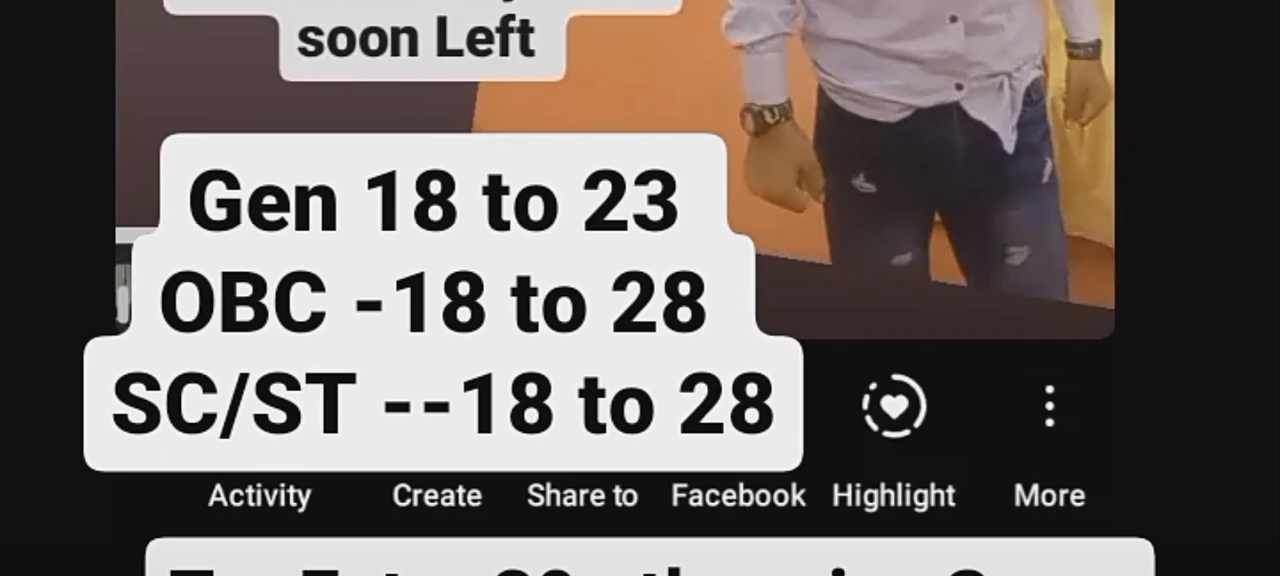 soon Left
Gen 18 to 23
OBC -18 to 28
SC/ST --18 to 28
Activity Create Share to Facebook Highlight More